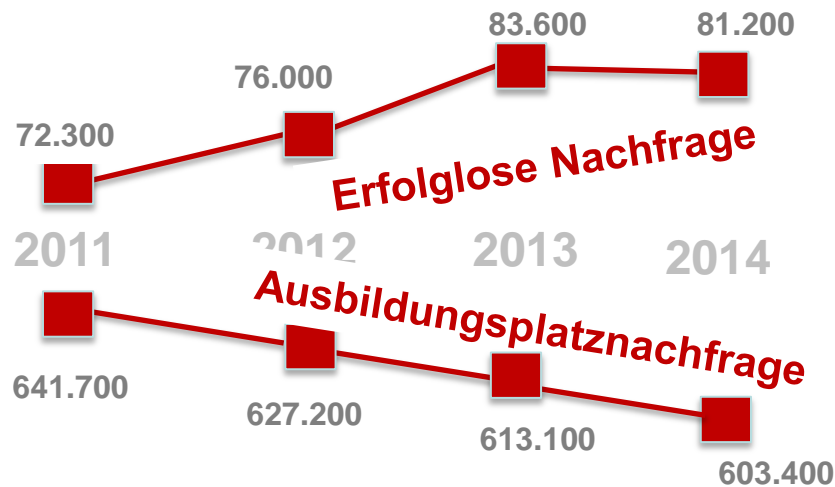 83.600 81.200
76.000
72.300
Erfolglose Nachfrage
2011 2012 2013 2014
Ausbildungsplatznachfrage
641.700
627.200
613.100
603.400